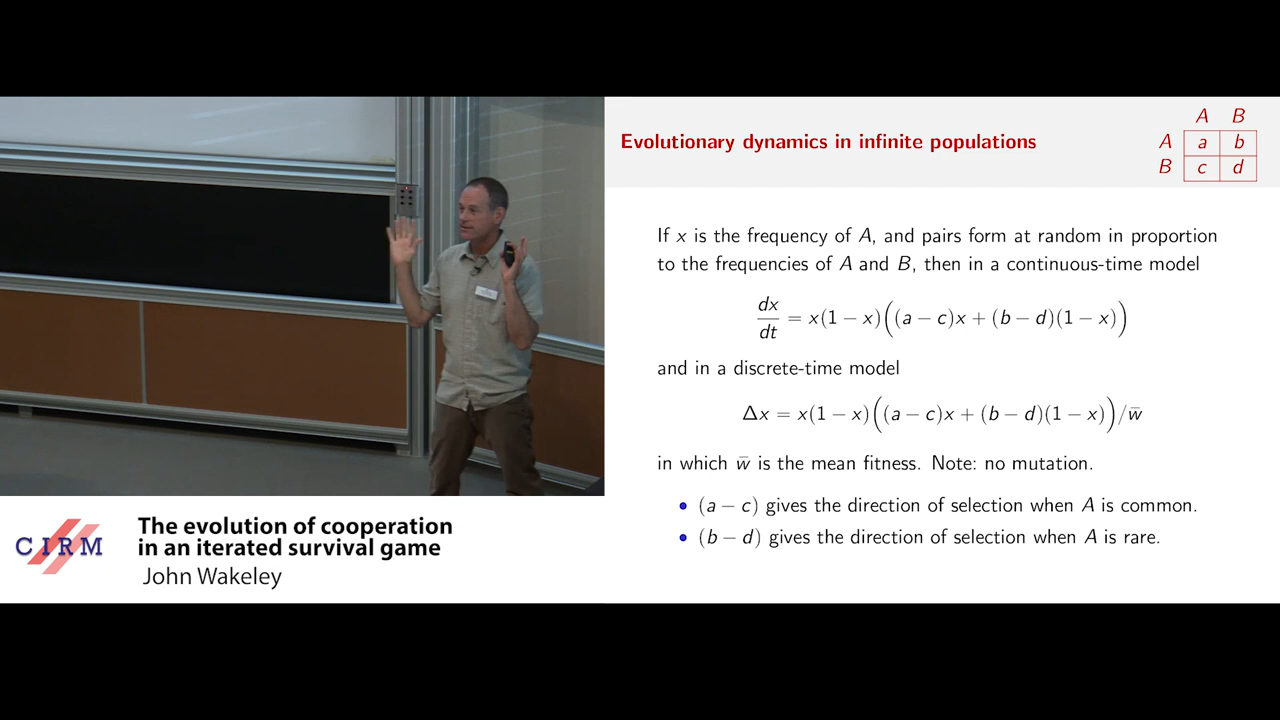 A B
Evolutionary dynamics in infinite populations
A a b
B c d
If x is the frequency of A, and pairs form at random in proportion
to the frequencies of A and B, then in a continuous-time model
dx/dt = x(1 − x)((a − c)x + (b − d)(1 − x))
and in a discrete-time model
Δx = x(1 − x)((a − c)x + (b − d)(1 − x))/w̄
in which w̄ is the mean fitness. Note: no mutation.
• (a − c) gives the direction of selection when A is common.
• (b − d) gives the direction of selection when A is rare.
CIRM
The evolution of cooperation
in an iterated survival game
John Wakeley